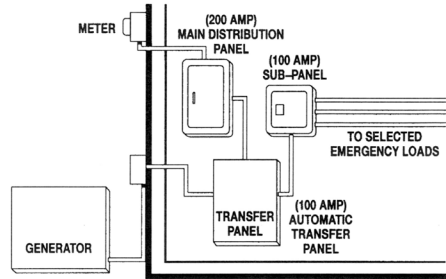 METER
(200 AMP)
MAIN DISTRIBUTION
PANEL
(100 AMP)
SUB-PANEL
TO SELECTED
EMERGENCY LOADS
TRANSFER
PANEL
(100 AMP)
AUTOMATIC
TRANSFER
PANEL
GENERATOR